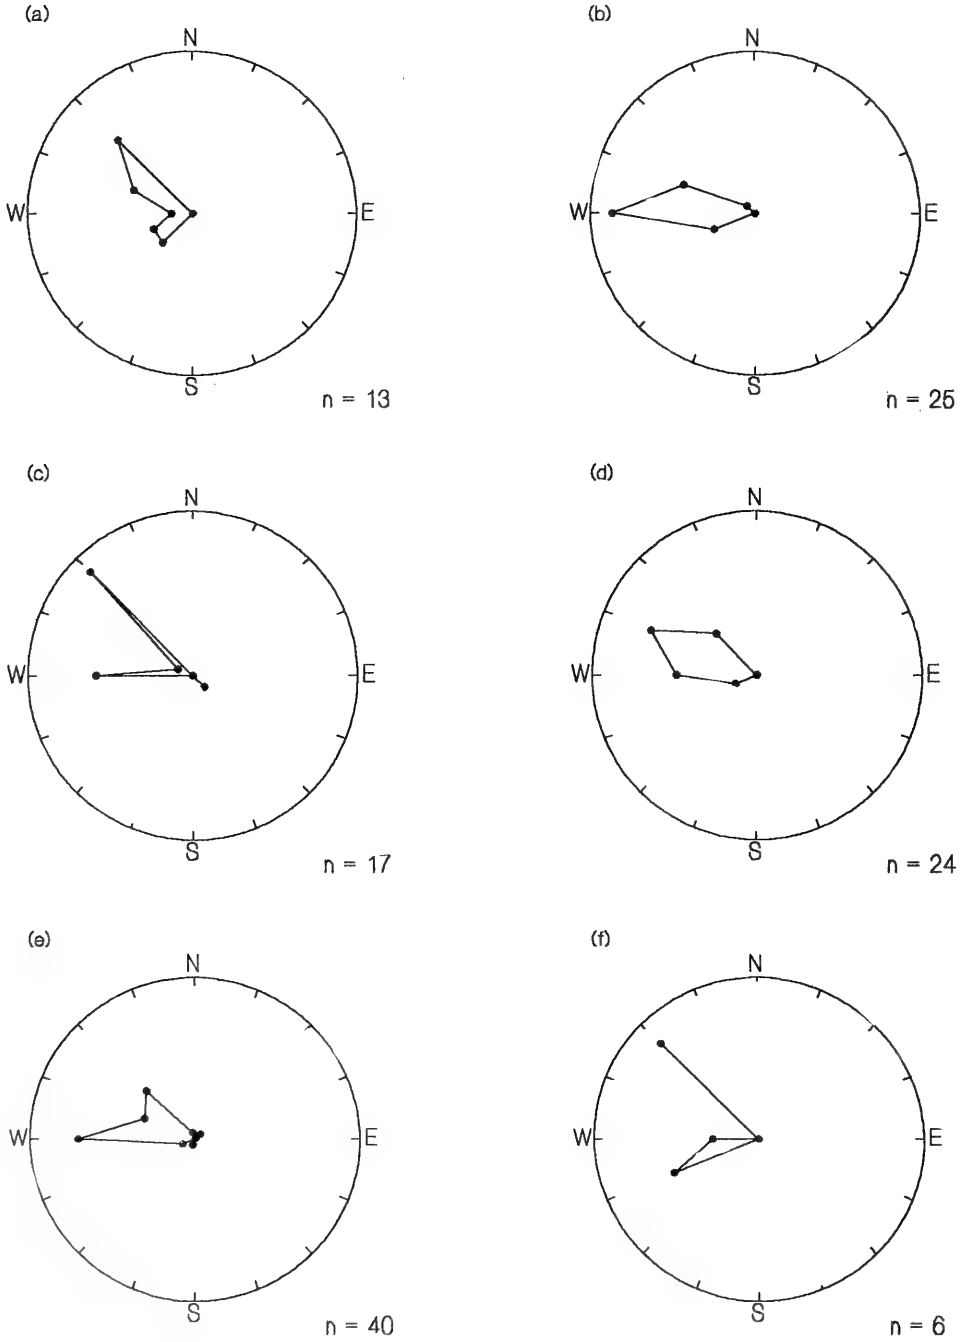 (a)
(b)
N
N
W
E
W
E
S
S
n = 13
n = 25
(c)
(d)
N
N
W
E
W
E
S
S
n = 17
n = 24
(e)
(f)
N
N
W
E
W
E
S
S
n = 40
n = 6